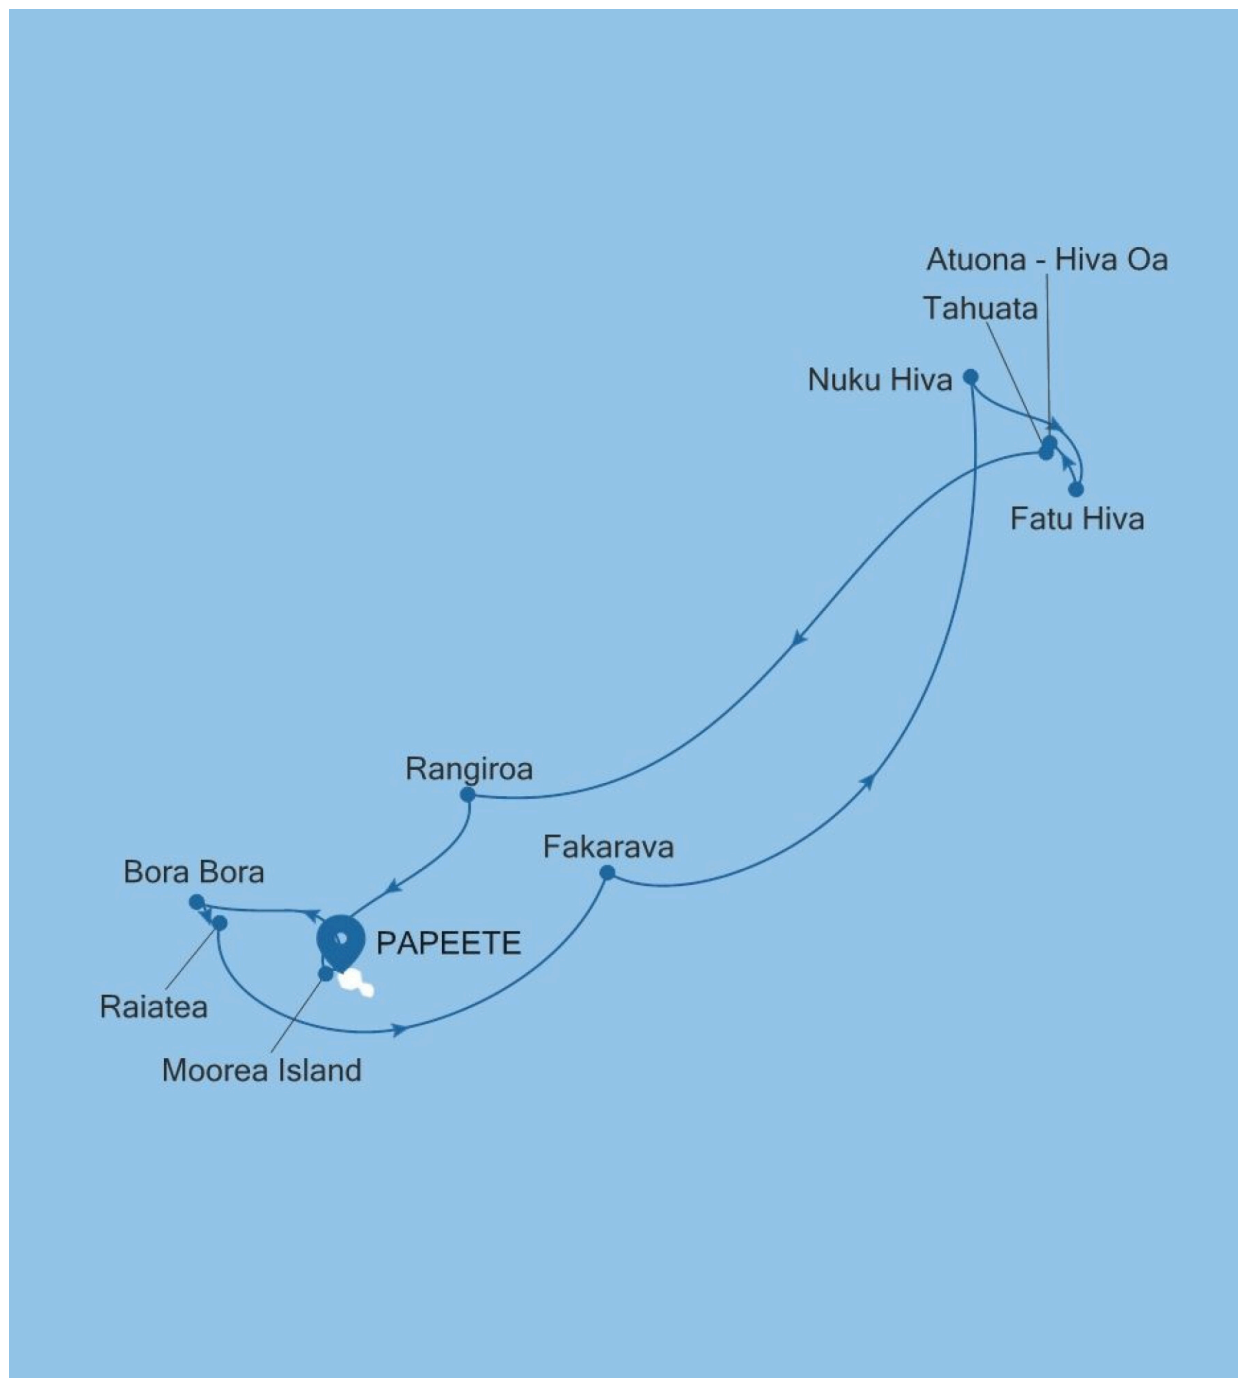 Atuona - Hiva Oa
Tahuata
Nuku Hiva
Fatu Hiva
Rangiroa
Fakarava
Bora Bora
PAPEETE
Raiatea
Moorea Island